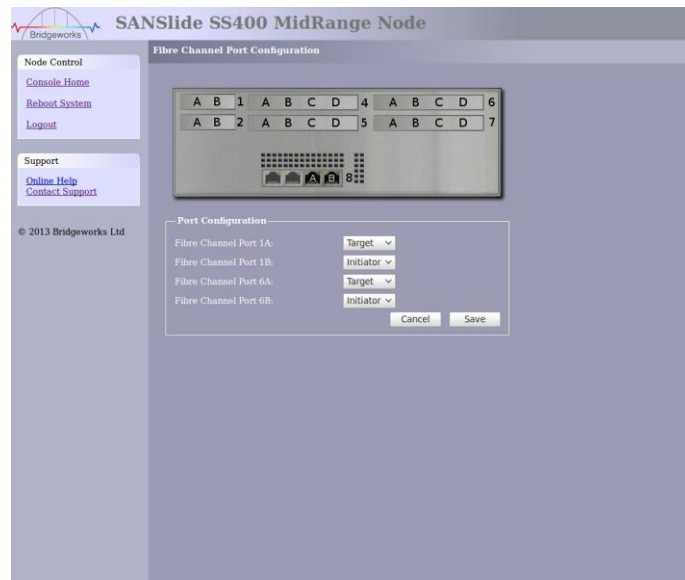 Bridgeworks
SANSlide SS400 MidRange Node
Fibre Channel Port Configuration
Node Control
Console Home
Reboot System
Logout
Support
Online Help
Contact Support
© 2013 Bridgeworks Ltd
A B 1 A B C D 4 A B C D 6
A B 2 A B C D 5 A B C D 7
A B 8
Port Configuration
Fibre Channel Port 1A: Target
Fibre Channel Port 1B: Initiator
Fibre Channel Port 6A: Target
Fibre Channel Port 6B: Initiator
Cancel Save